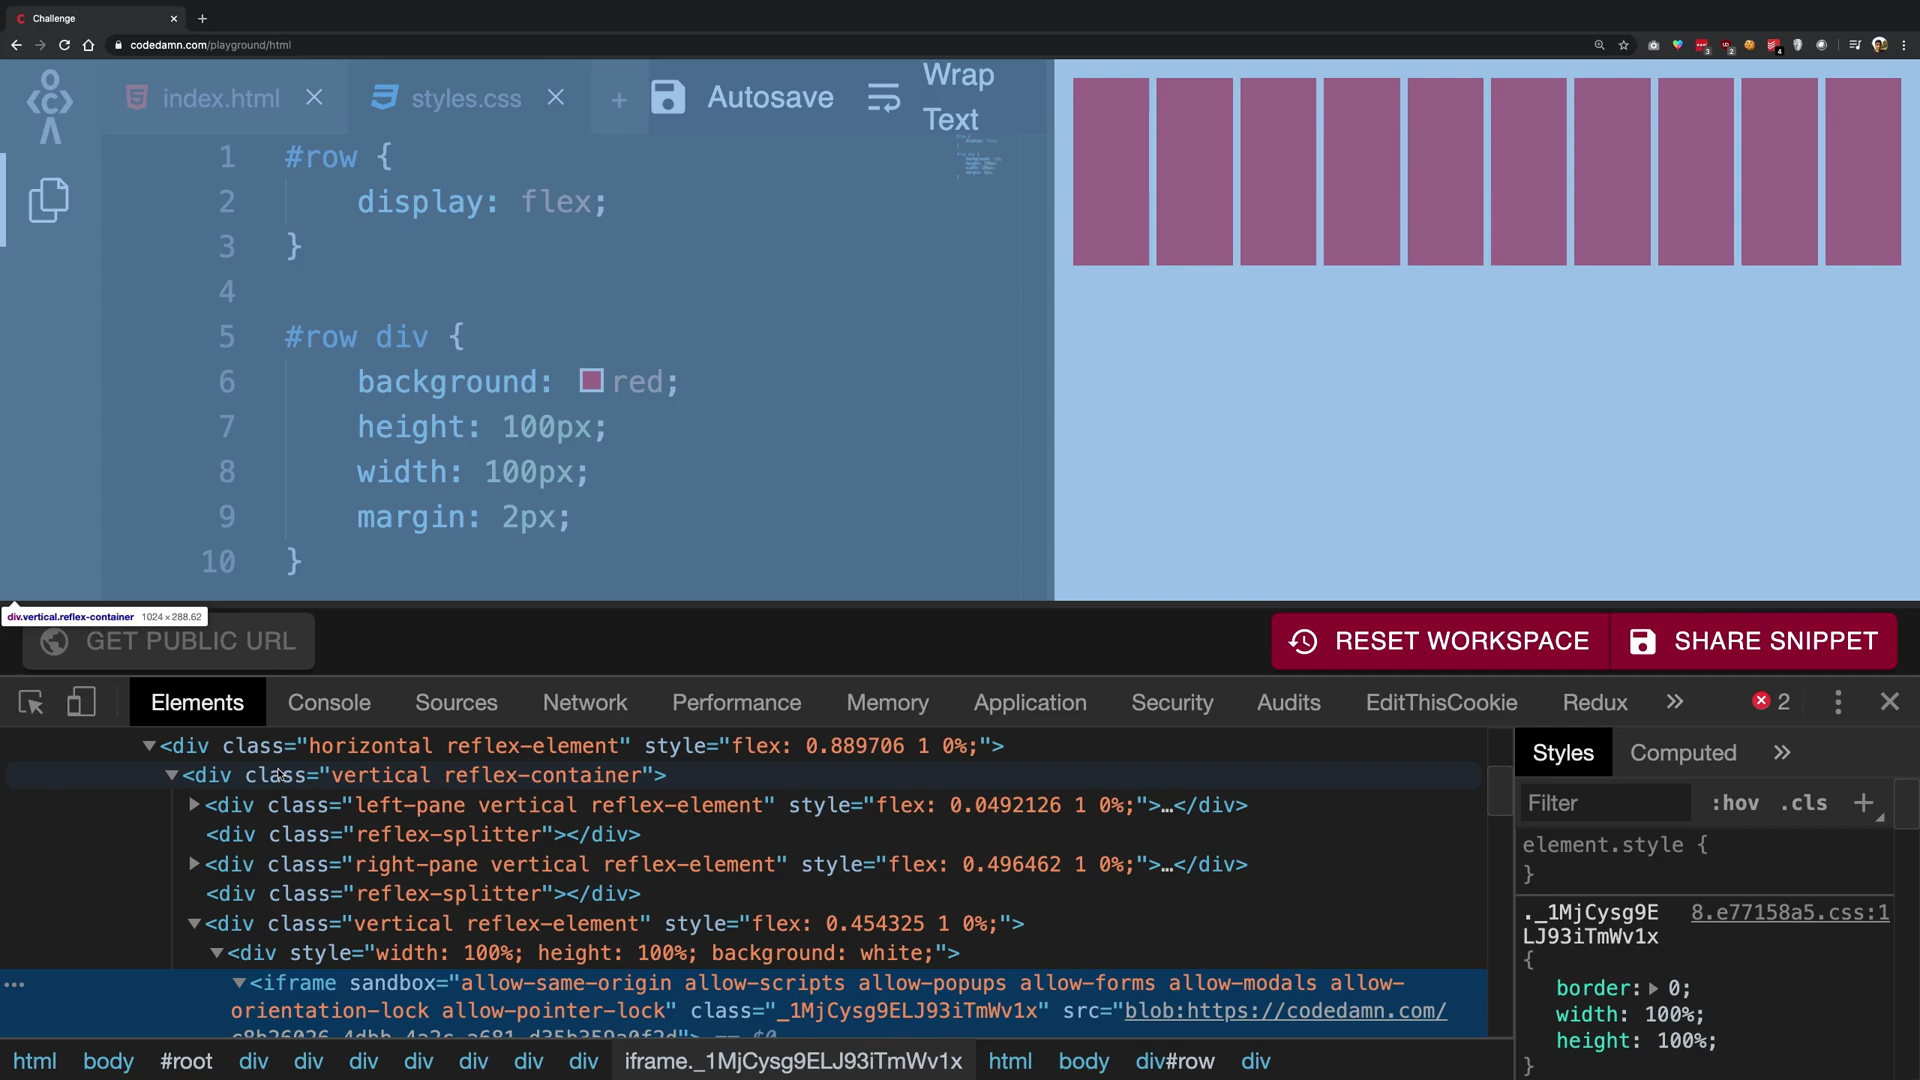 Challenge
codedamn.com/playground/html
index.html
styles.css
Autosave
Wrap Text
1 #row {
2 display: flex;
3 }
4
5 #row div {
6 background: red;
7 height: 100px;
8 width: 100px;
9 margin: 2px;
10 }
div.vertical.reflex-container 1024 × 288.62
GET PUBLIC URL
RESET WORKSPACE
SHARE SNIPPET
Elements Console Sources Network Performance Memory Application Security Audits EditThisCookie Redux » 2
<div class="horizontal reflex-element" style="flex: 0.889706 1 0%;">
<div class="vertical reflex-container">
<div class="left-pane vertical reflex-element" style="flex: 0.0492126 1 0%;">…</div>
<div class="reflex-splitter"></div>
<div class="right-pane vertical reflex-element" style="flex: 0.496462 1 0%;">…</div>
<div class="reflex-splitter"></div>
<div class="vertical reflex-element" style="flex: 0.454325 1 0%;">
<div style="width: 100%; height: 100%; background: white;">
<iframe sandbox="allow-same-origin allow-scripts allow-popups allow-forms allow-modals allow-
orientation-lock allow-pointer-lock" class="_1MjCysg9ELJ93iTmWv1x" src="blob:https://codedamn.com/
html body #root div div div div div div div iframe._1MjCysg9ELJ93iTmWv1x html body div#row div
Styles Computed »
Filter :hov .cls +
element.style {
}
._1MjCysg9E 8.e77158a5.css:1
LJ93iTmWv1x
{
border: 0;
width: 100%;
height: 100%;
}